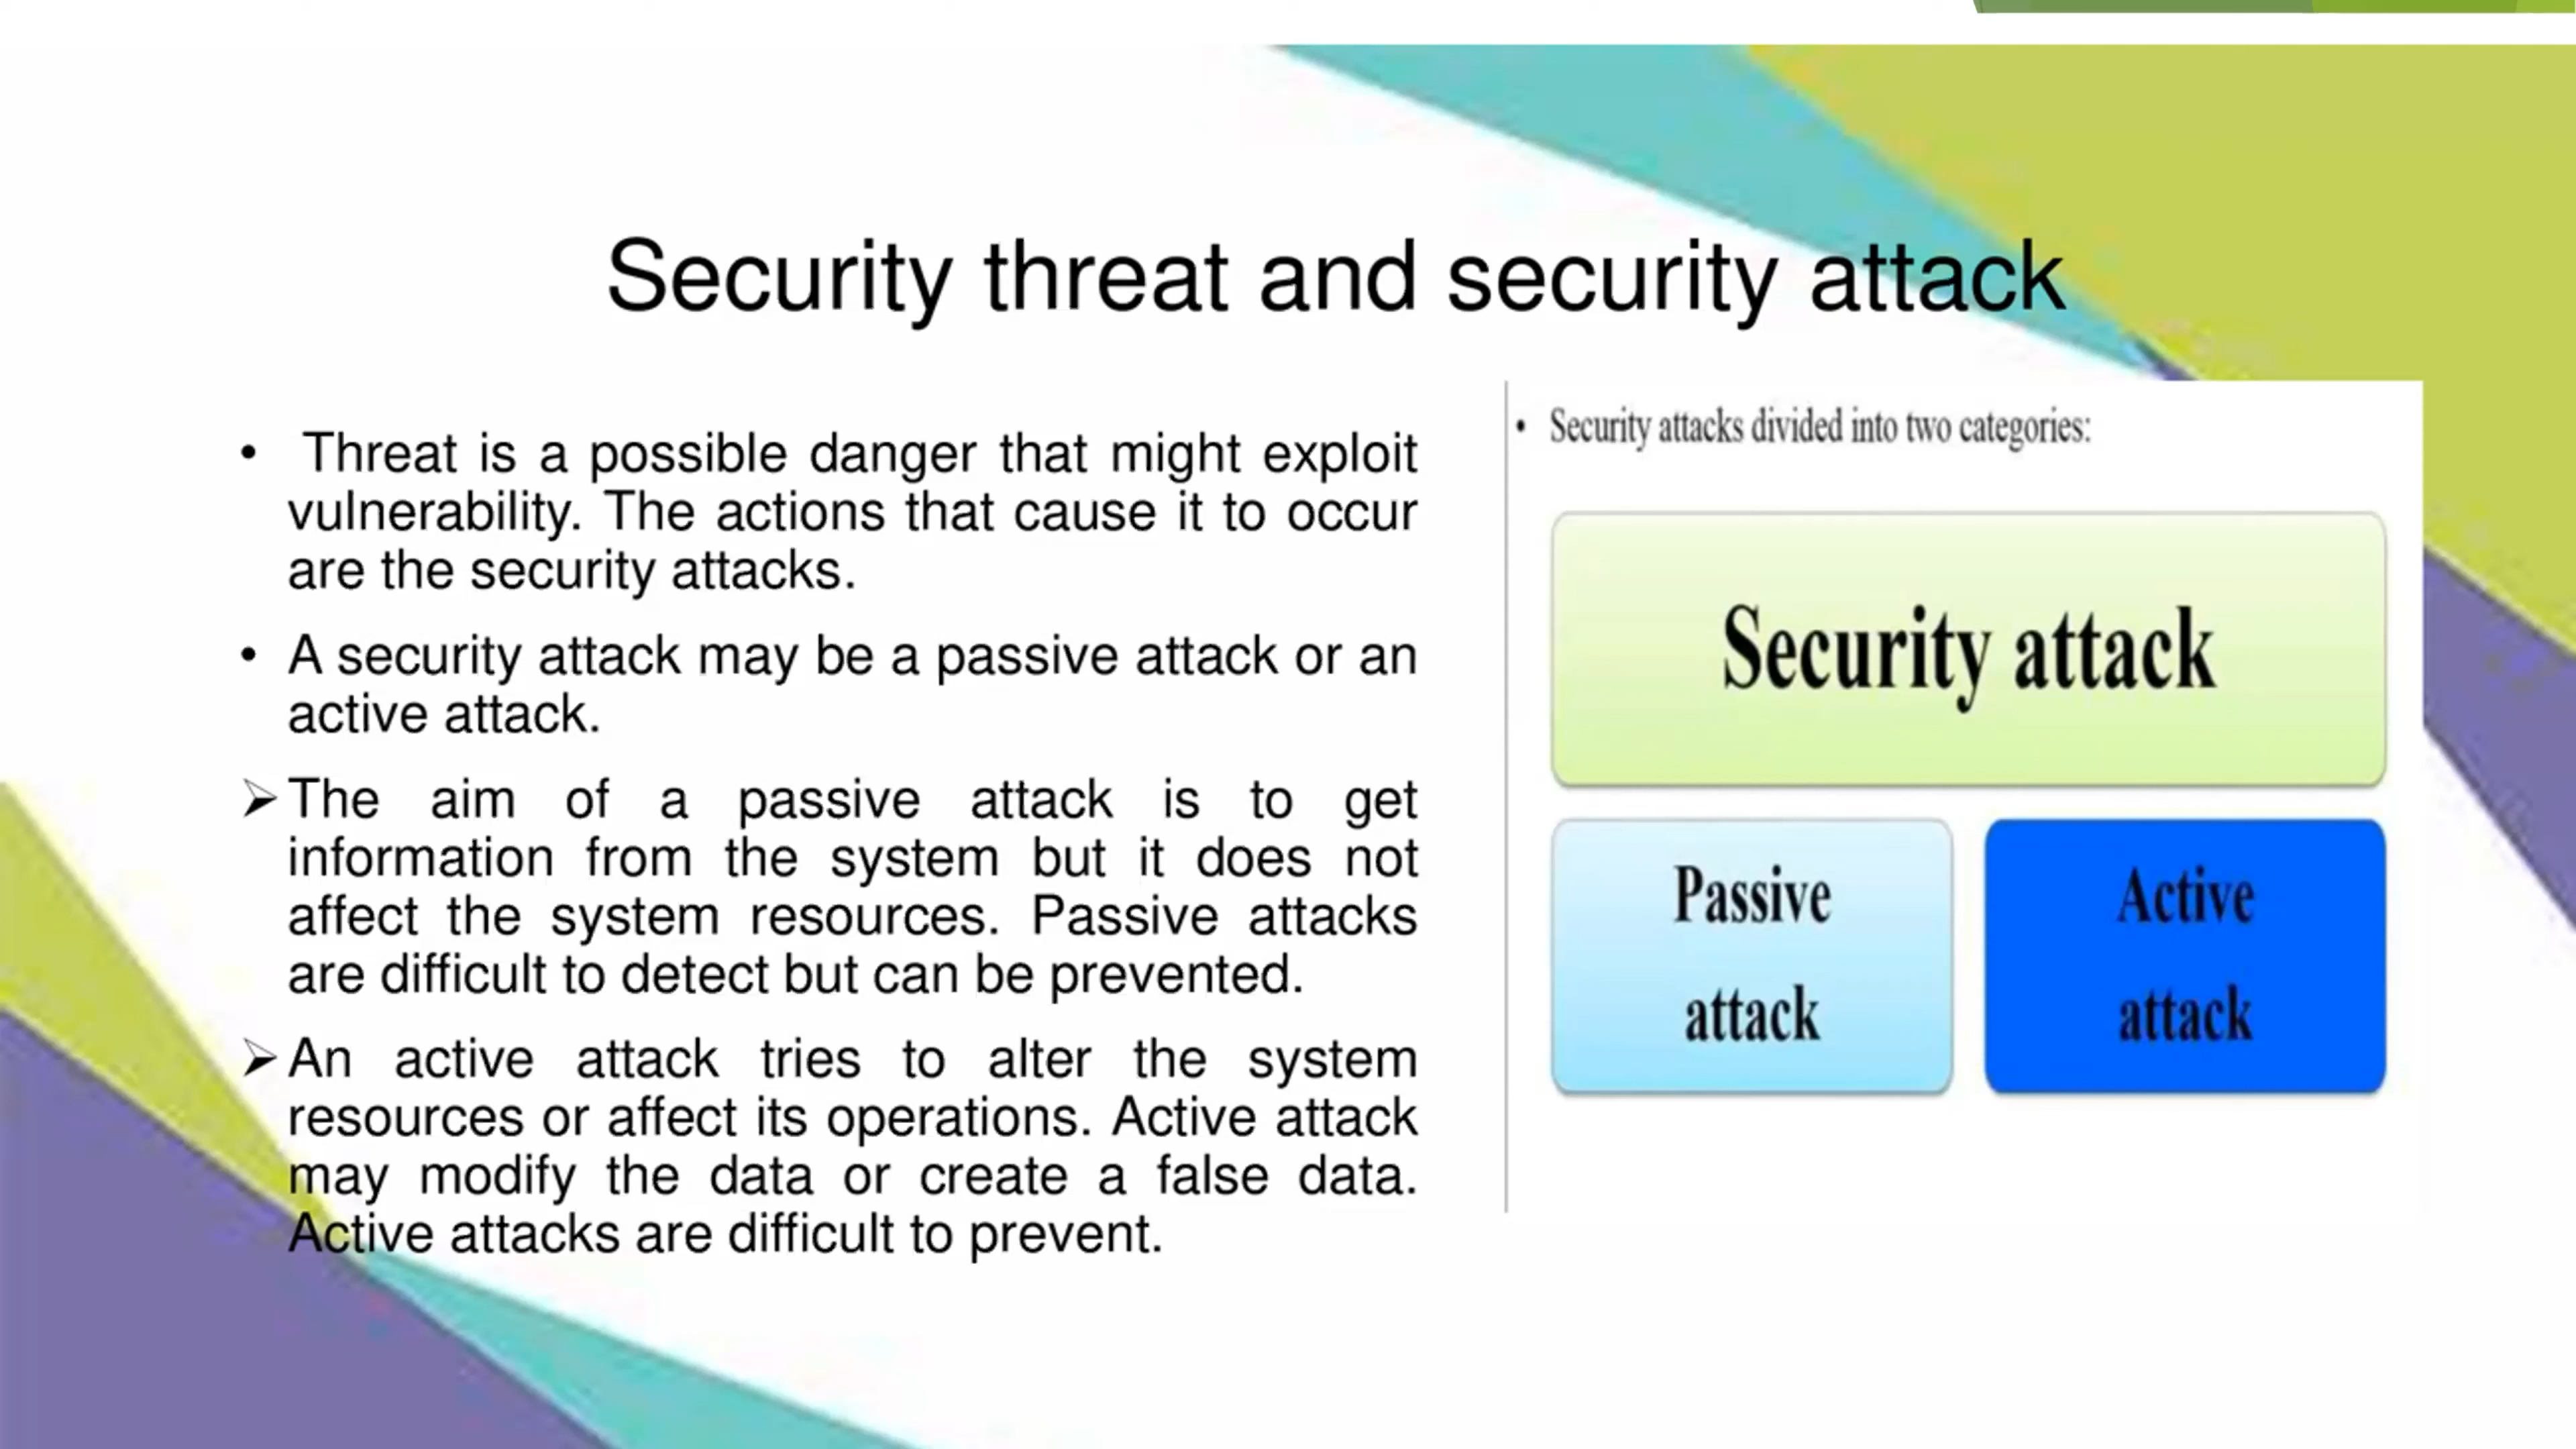 Security threat and security attack
• Threat is a possible danger that might exploit
vulnerability. The actions that cause it to occur
are the security attacks.
• A security attack may be a passive attack or an
active attack.
➢ The aim of a passive attack is to get
information from the system but it does not
affect the system resources. Passive attacks
are difficult to detect but can be prevented.
➢ An active attack tries to alter the system
resources or affect its operations. Active attack
may modify the data or create a false data.
Active attacks are difficult to prevent.
• Security attacks divided into two categories:
Security attack
Passive
attack
Active
attack